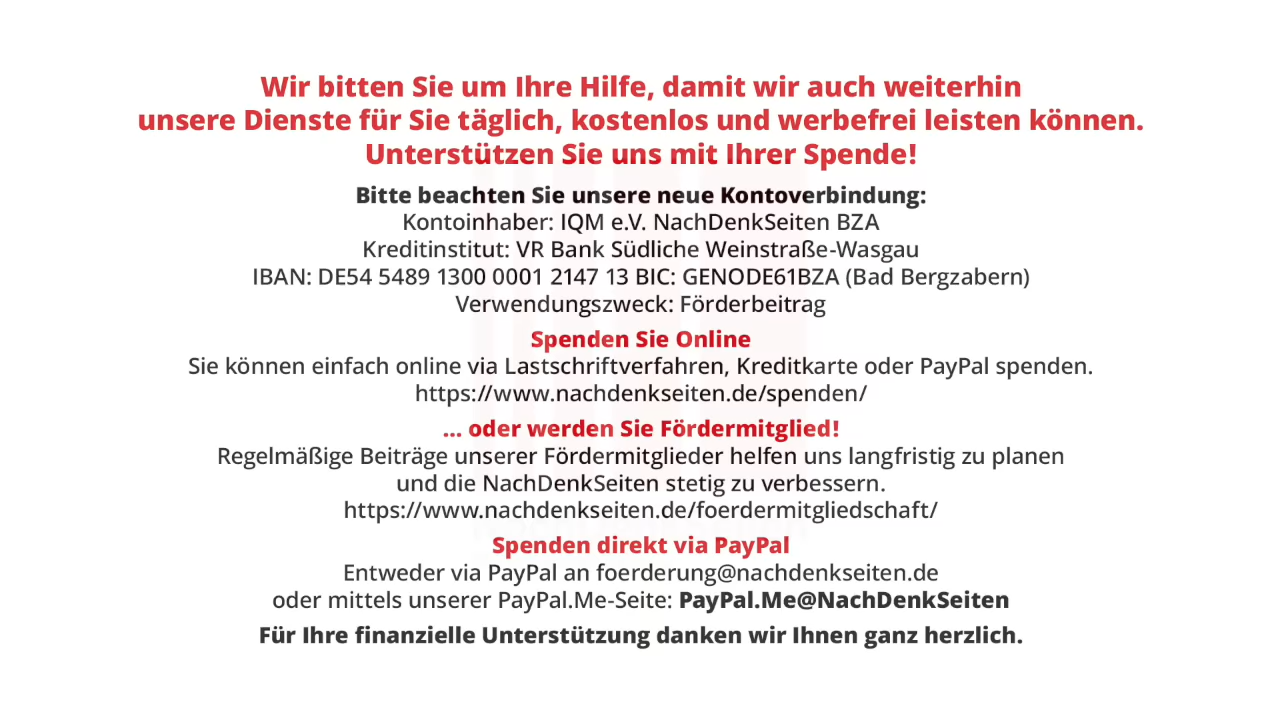 Wir bitten Sie um Ihre Hilfe, damit wir auch weiterhin
unsere Dienste für Sie täglich, kostenlos und werbefrei leisten können.
Unterstützen Sie uns mit Ihrer Spende!
Bitte beachten Sie unsere neue Kontoverbindung:
Kontoinhaber: IQM e.V. NachDenkSeiten BZA
Kreditinstitut: VR Bank Südliche Weinstraße-Wasgau
IBAN: DE54 5489 1300 0001 2147 13 BIC: GENODE61BZA (Bad Bergzabern)
Verwendungszweck: Förderbeitrag
Spenden Sie Online
Sie können einfach online via Lastschriftverfahren, Kreditkarte oder PayPal spenden.
https://www.nachdenkseiten.de/spenden/
... oder werden Sie Fördermitglied!
Regelmäßige Beiträge unserer Fördermitglieder helfen uns langfristig zu planen
und die NachDenkSeiten stetig zu verbessern.
https://www.nachdenkseiten.de/foerdermitgliedschaft/
Spenden direkt via PayPal
Entweder via PayPal an foerderung@nachdenkseiten.de
oder mittels unserer PayPal.Me-Seite: PayPal.Me@NachDenkSeiten
Für Ihre finanzielle Unterstützung danken wir Ihnen ganz herzlich.